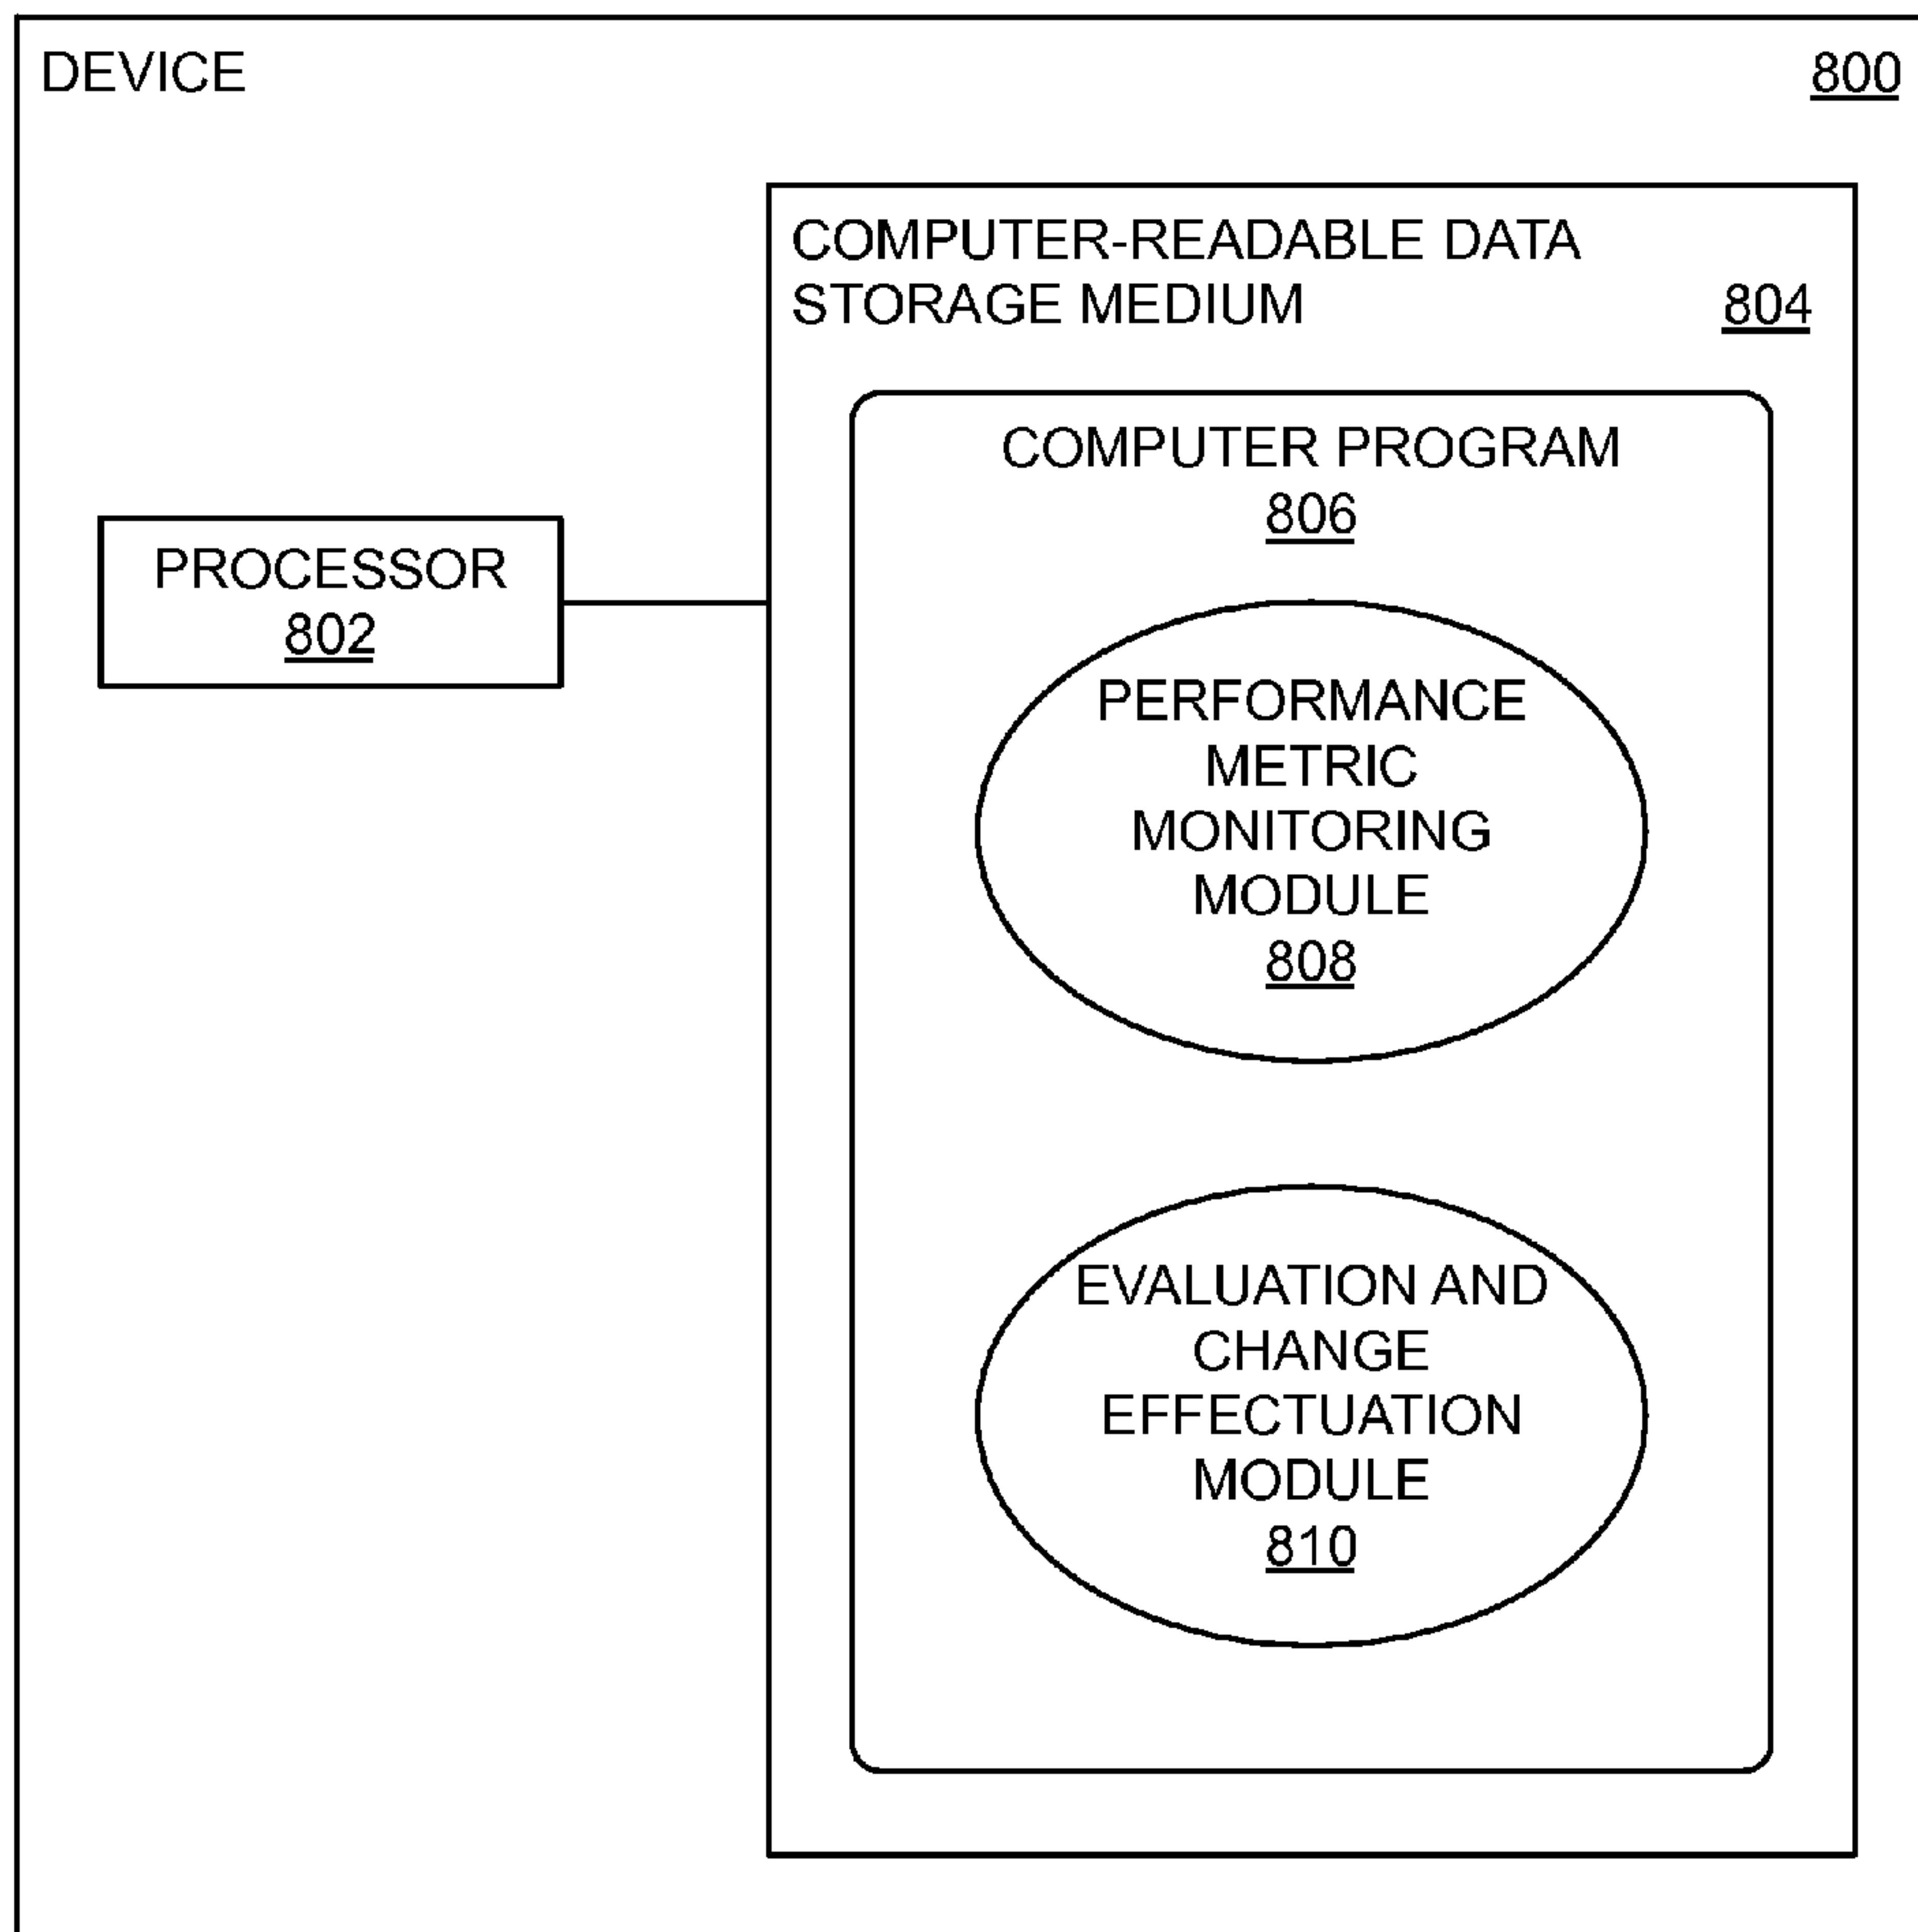 DEVICE 800
COMPUTER-READABLE DATA
STORAGE MEDIUM 804
COMPUTER PROGRAM
806
PROCESSOR
802
PERFORMANCE
METRIC
MONITORING
MODULE
808
EVALUATION AND
CHANGE
EFFECTUATION
MODULE
810